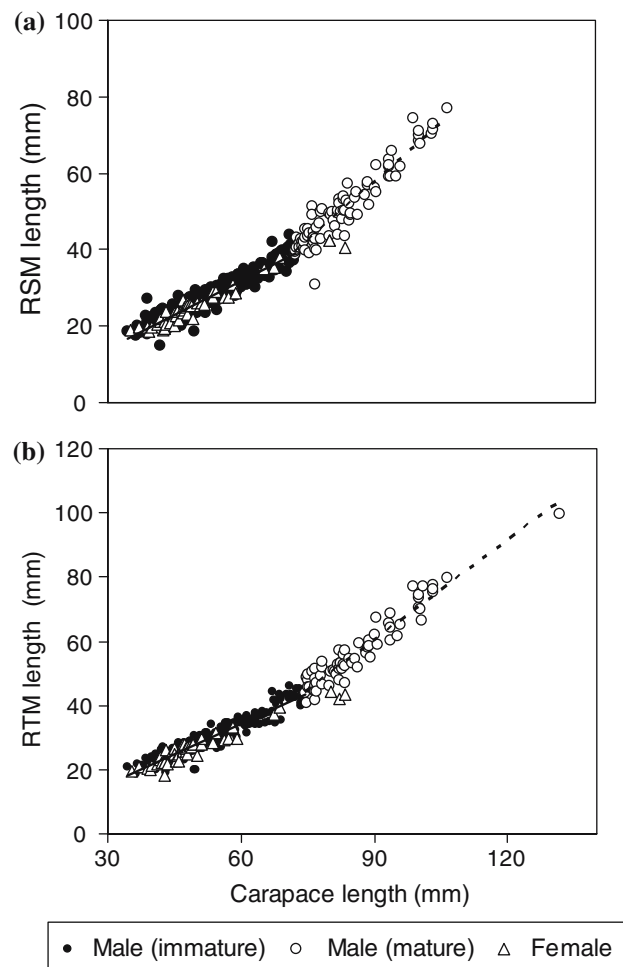 (a)
100
80
60
40
20
0
RSM length (mm)
(b)
120
100
80
60
40
20
0
RTM length (mm)
30 60 90 120
Carapace length (mm)
Male (immature) Male (mature) Female